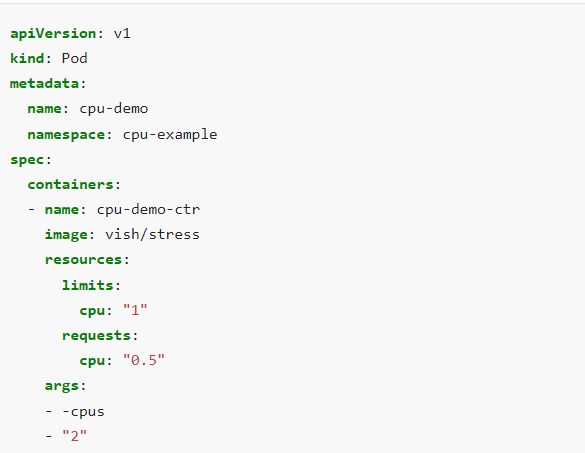 apiVersion: v1
kind: Pod
metadata:
  name: cpu-demo
  namespace: cpu-example
spec:
  containers:
  - name: cpu-demo-ctr
    image: vish/stress
    resources:
      limits:
        cpu: "1"
      requests:
        cpu: "0.5"
    args:
    - -cpus
    - "2"